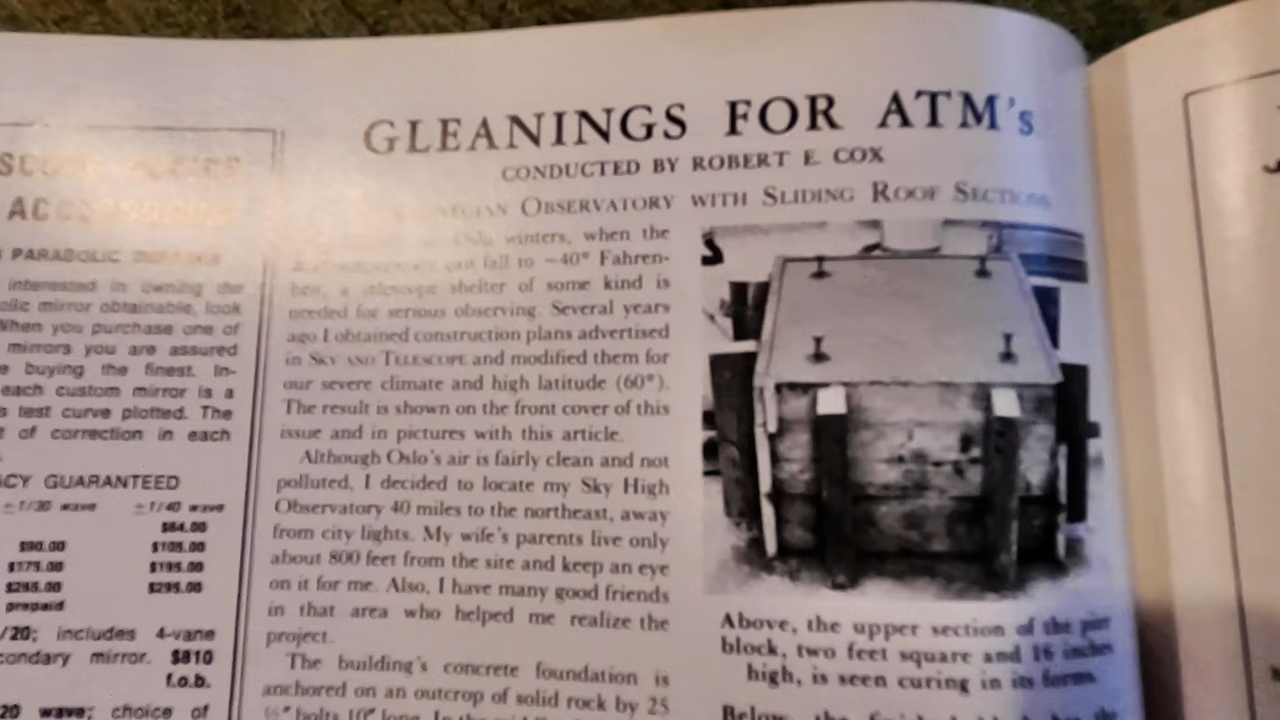 GLEANINGS FOR ATM's
CONDUCTED BY ROBERT E. COX
OBSERVATORY WITH SLIDING ROOF SECTIONS
PARABOLIC
interested in owning the
mirror obtainable, look
When you purchase one of
mirrors you are assured
buying the finest. In-
each custom mirror is a
test curve plotted. The
of correction in each
GUARANTEED
±1/30 wave ±1/40 wave
$84.00
$90.00 $105.00
$175.00 $195.00
$265.00 $295.00
prepaid
/20; includes 4-vane
mirror. $810
f.o.b.
20 wave; choice of
Oslo winters, when the
can fall to −40° Fahren-
heit, a telescope shelter of some kind is
needed for serious observing. Several years
ago I obtained construction plans advertised
in SKY AND TELESCOPE and modified them for
our severe climate and high latitude (60°).
The result is shown on the front cover of this
issue and in pictures with this article.
Although Oslo's air is fairly clean and not
polluted, I decided to locate my Sky High
Observatory 40 miles to the northeast, away
from city lights. My wife's parents live only
about 800 feet from the site and keep an eye
on it for me. Also, I have many good friends
in that area who helped me realize the
project.
The building's concrete foundation is
anchored on an outcrop of solid rock by 25
bolts 10" long. In the
Above, the upper section of the pier
block, two feet square and 16 inches
high, is seen curing in its forms.
Below, the